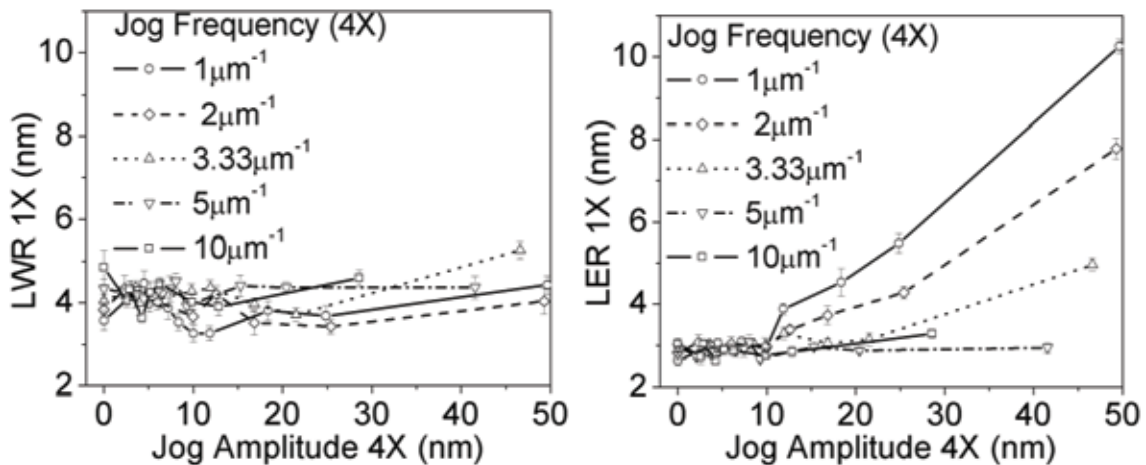 Jog Frequency (4X)
1μm⁻¹
2μm⁻¹
3.33μm⁻¹
5μm⁻¹
10μm⁻¹
LWR 1X (nm)
10
8
6
4
2
0 10 20 30 40 50
Jog Amplitude 4X (nm)
Jog Frequency (4X)
1μm⁻¹
2μm⁻¹
3.33μm⁻¹
5μm⁻¹
10μm⁻¹
LER 1X (nm)
10
8
6
4
2
0 10 20 30 40 50
Jog Amplitude 4X (nm)